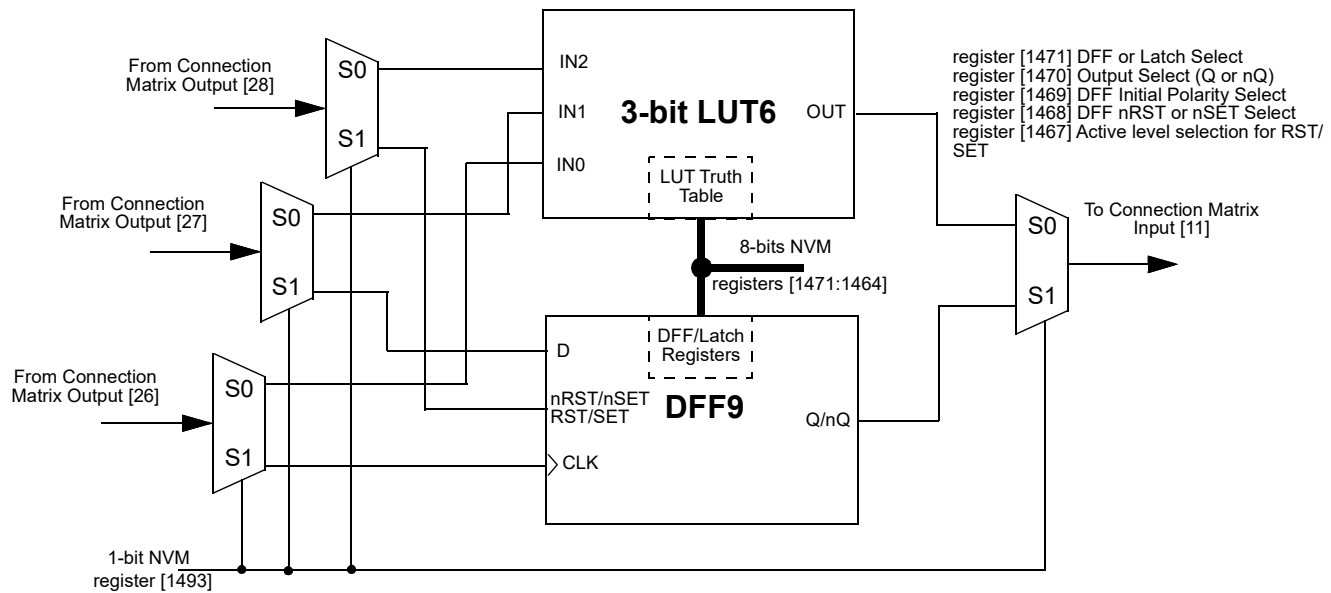 From Connection
Matrix Output [28]
S0
S1
From Connection
Matrix Output [27]
S0
S1
From Connection
Matrix Output [26]
S0
S1
1-bit NVM
register [1493]
IN2
IN1
IN0
3-bit LUT6
OUT
LUT Truth
Table
8-bits NVM
registers [1471:1464]
DFF/Latch
Registers
D
nRST/nSET
RST/SET
CLK
DFF9
Q/nQ
register [1471] DFF or Latch Select
register [1470] Output Select (Q or nQ)
register [1469] DFF Initial Polarity Select
register [1468] DFF nRST or nSET Select
register [1467] Active level selection for RST/
SET
S0
S1
To Connection Matrix
Input [11]